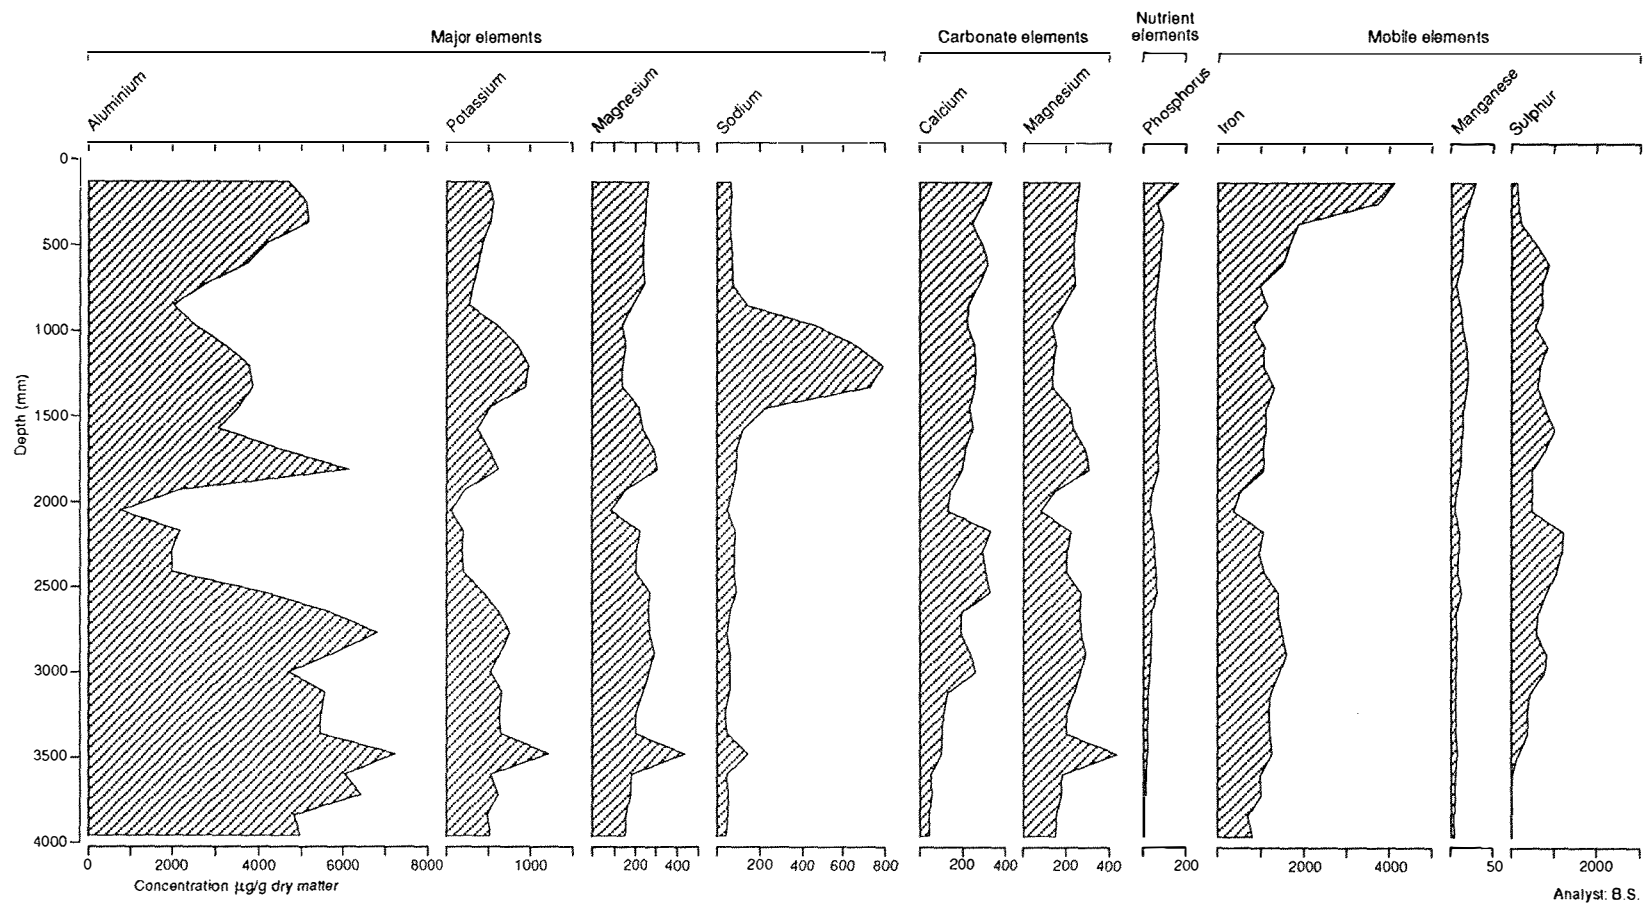 Nutrient
Major elements Carbonate elements elements Mobile elements
Aluminium Potassium Magnesium Sodium Calcium Magnesium Phosphorus Iron Manganese Sulphur
0
500
1000
1500
2000
2500
3000
3500
4000
Depth (mm)
0 2000 4000 6000 8000 1000 200 400 200 400 600 800 200 200 400 200 2000 4000 50 2000
Concentration µg/g dry matter
Analyst: B.S.